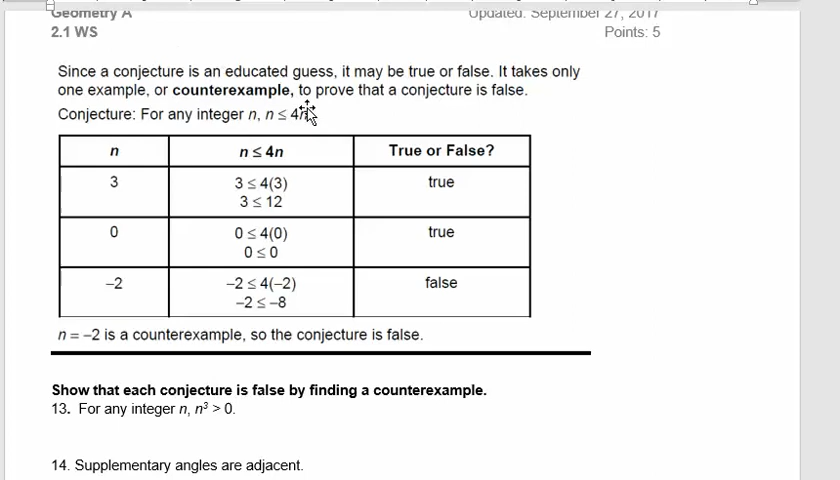 Geometry A Updated: September 27, 2017
2.1 WS Points: 5
Since a conjecture is an educated guess, it may be true or false. It takes only
one example, or counterexample, to prove that a conjecture is false.
Conjecture: For any integer n, n ≤ 4n
n n ≤ 4n True or False?
3 3 ≤ 4(3) true
3 ≤ 12
0 0 ≤ 4(0) true
0 ≤ 0
−2 −2 ≤ 4(−2) false
−2 ≤ −8
n = −2 is a counterexample, so the conjecture is false.
Show that each conjecture is false by finding a counterexample.
13. For any integer n, n³ > 0.
14. Supplementary angles are adjacent.